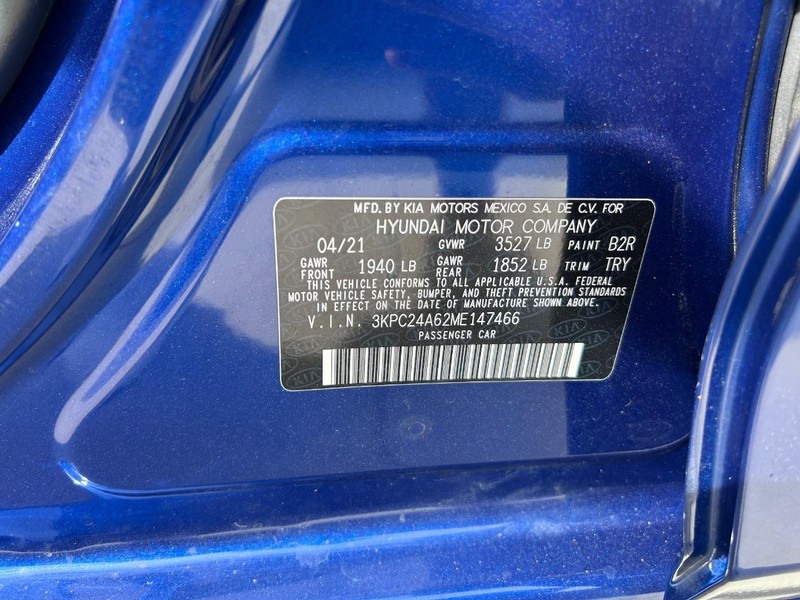 MFD. BY KIA MOTORS MEXICO S.A. DE C.V. FOR
HYUNDAI MOTOR COMPANY
04/21 GVWR 3527 LB PAINT B2R
GAWR FRONT 1940 LB GAWR REAR 1852 LB TRIM TRY
THIS VEHICLE CONFORMS TO ALL APPLICABLE U.S.A. FEDERAL
MOTOR VEHICLE SAFETY, BUMPER, AND THEFT PREVENTION STANDARDS
IN EFFECT ON THE DATE OF MANUFACTURE SHOWN ABOVE.
V.I.N. 3KPC24A62ME147466
PASSENGER CAR